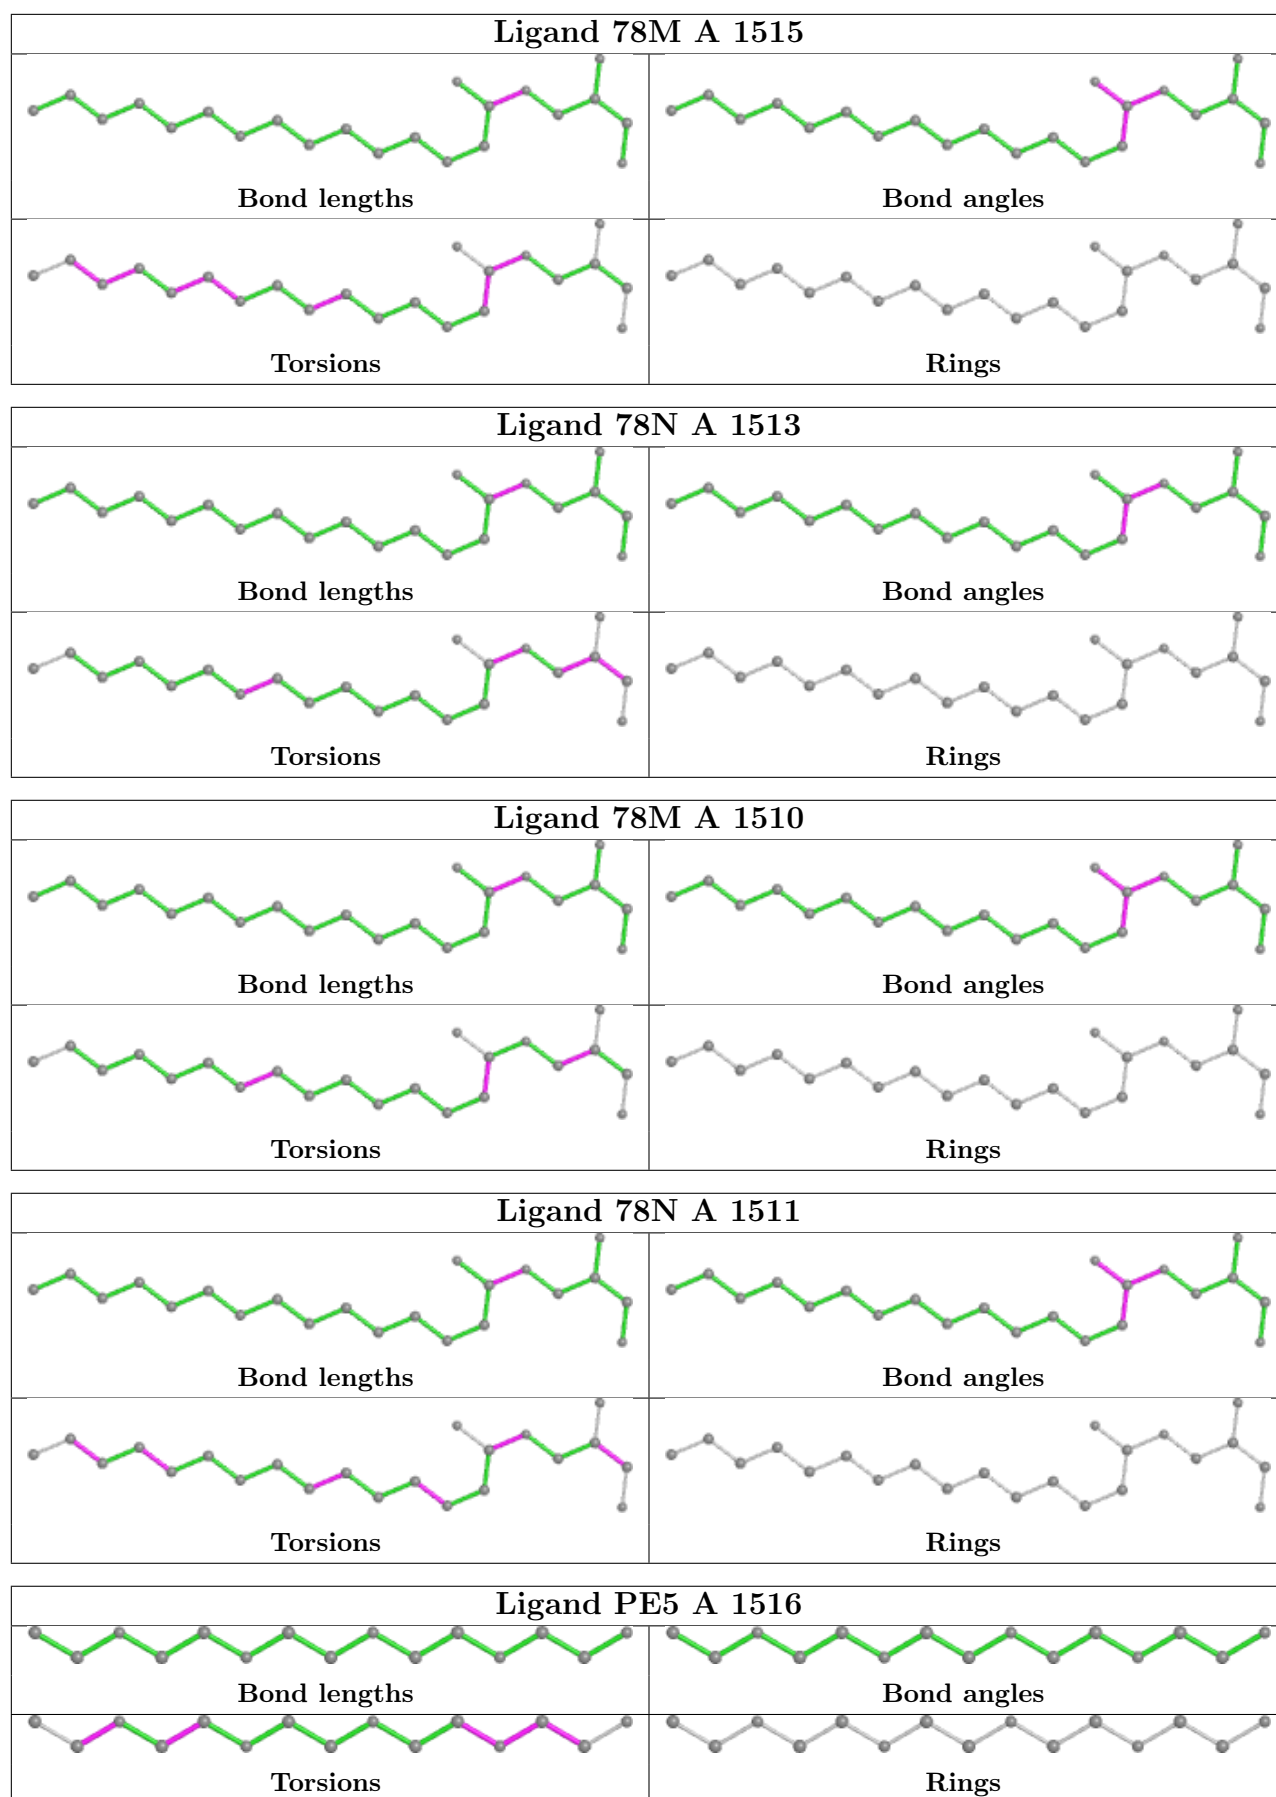 Ligand 78M A 1515
Bond lengths
Bond angles
Torsions
Rings
Ligand 78N A 1513
Bond lengths
Bond angles
Torsions
Rings
Ligand 78M A 1510
Bond lengths
Bond angles
Torsions
Rings
Ligand 78N A 1511
Bond lengths
Bond angles
Torsions
Rings
Ligand PE5 A 1516
Bond lengths
Bond angles
Torsions
Rings